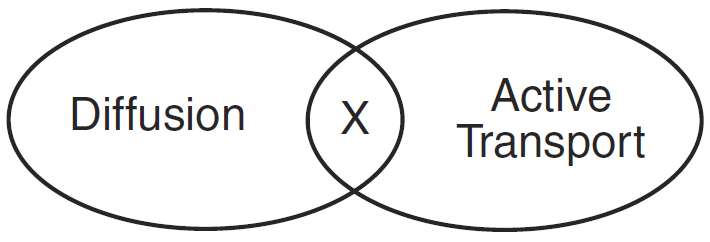 Diffusion
X
Active
Transport